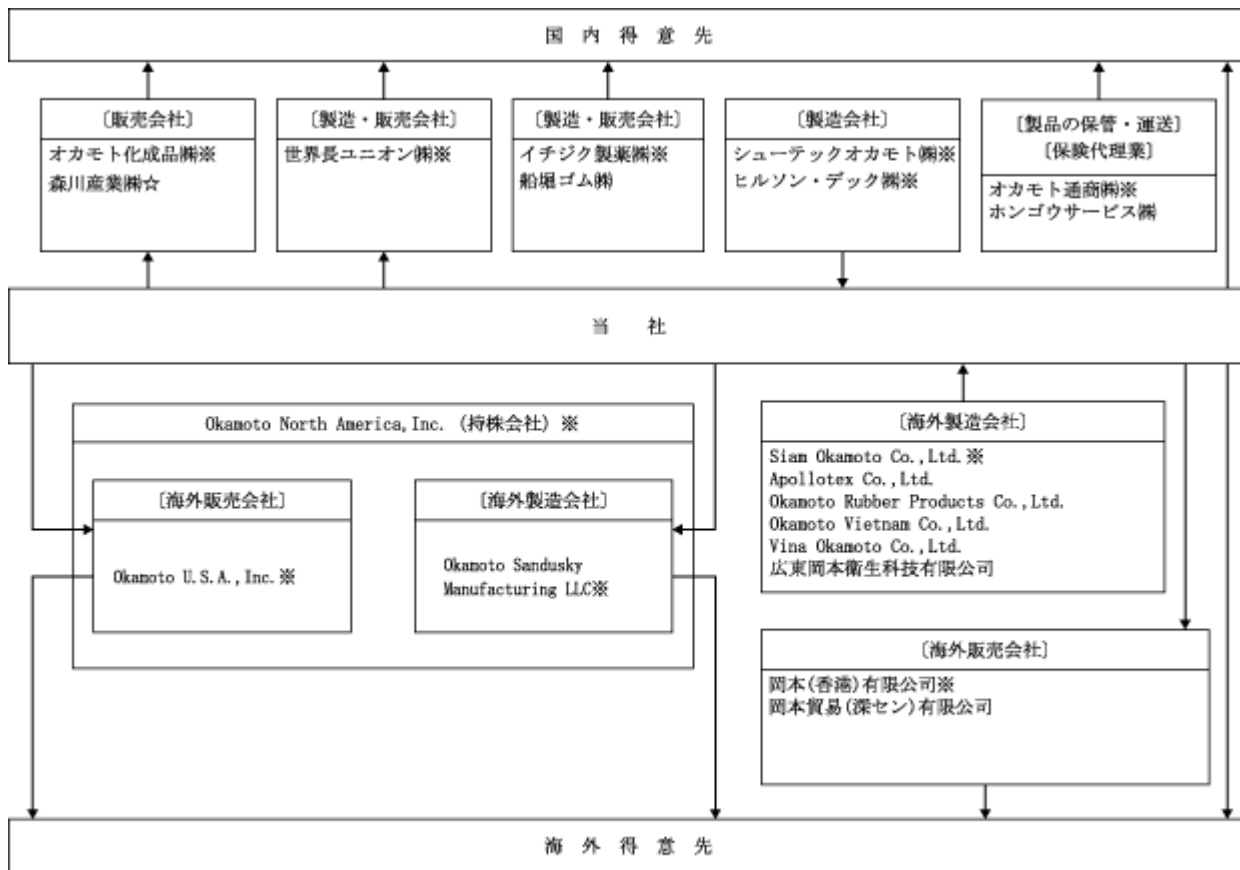 国内得意先
〔販売会社〕
オカモト化成品㈱※
森川産業㈱☆
〔製造・販売会社〕
世界長ユニオン㈱※
〔製造・販売会社〕
イチジク製薬㈱※
船堀ゴム㈱
〔製造会社〕
シューテックオカモト㈱※
ヒルソン・デック㈱※
〔製品の保管・運送〕
〔保険代理業〕
オカモト通商㈱※
ホンゴウサービス㈱
当社
Okamoto North America,Inc. (持株会社) ※
〔海外販売会社〕
Okamoto U.S.A.,Inc.※
〔海外製造会社〕
Okamoto Sandusky
Manufacturing LLC※
〔海外製造会社〕
Siam Okamoto Co.,Ltd.※
Apollotex Co.,Ltd.
Okamoto Rubber Products Co.,Ltd.
Okamoto Vietnam Co.,Ltd.
Vina Okamoto Co.,Ltd.
広東岡本衛生科技有限公司
〔海外販売会社〕
岡本(香港)有限公司※
岡本貿易(深セン)有限公司
海外得意先